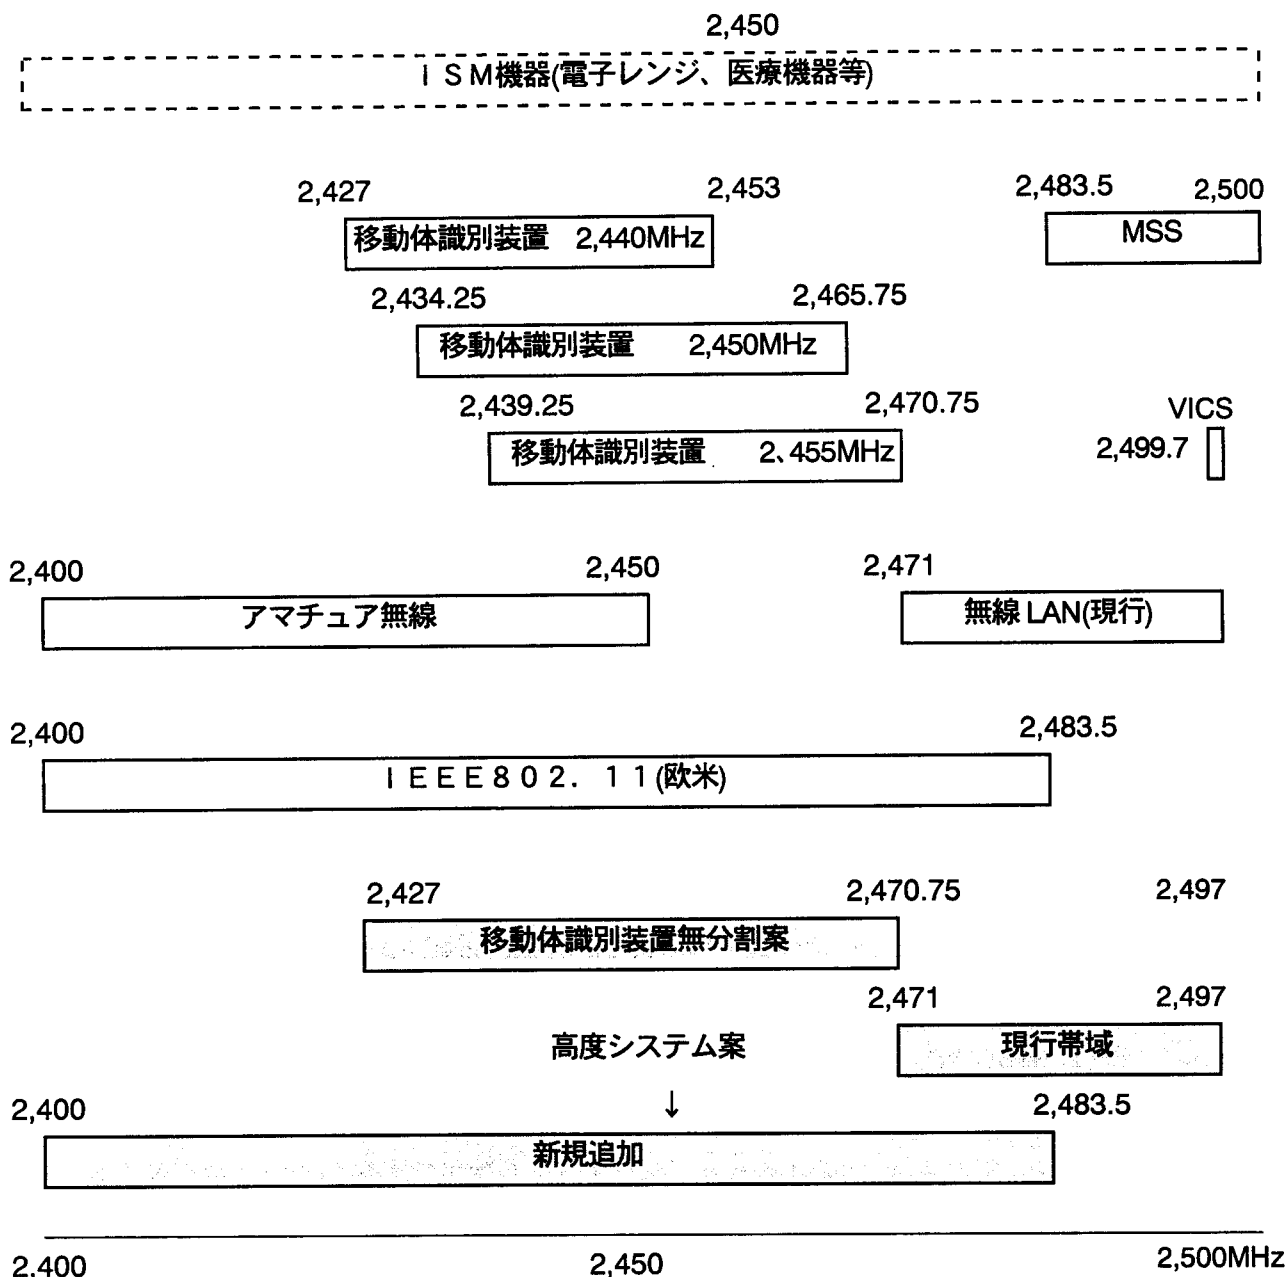 2,450
ＩＳＭ機器(電子レンジ、医療機器等)
2,427 2,453 2,483.5 2,500
移動体識別装置 2,440MHz MSS
2,434.25 2,465.75
移動体識別装置 2,450MHz
2,439.25 2,470.75 VICS
移動体識別装置 2、455MHz 2,499.7
2,400 2,450 2,471
アマチュア無線 無線 LAN(現行)
2,400 2,483.5
ＩＥＥＥ８０２．１１(欧米)
2,427 2,470.75 2,497
移動体識別装置無分割案
2,471 2,497
高度システム案 現行帯域
↓
2,400 2,483.5
新規追加
2,400 2,450 2,500MHz